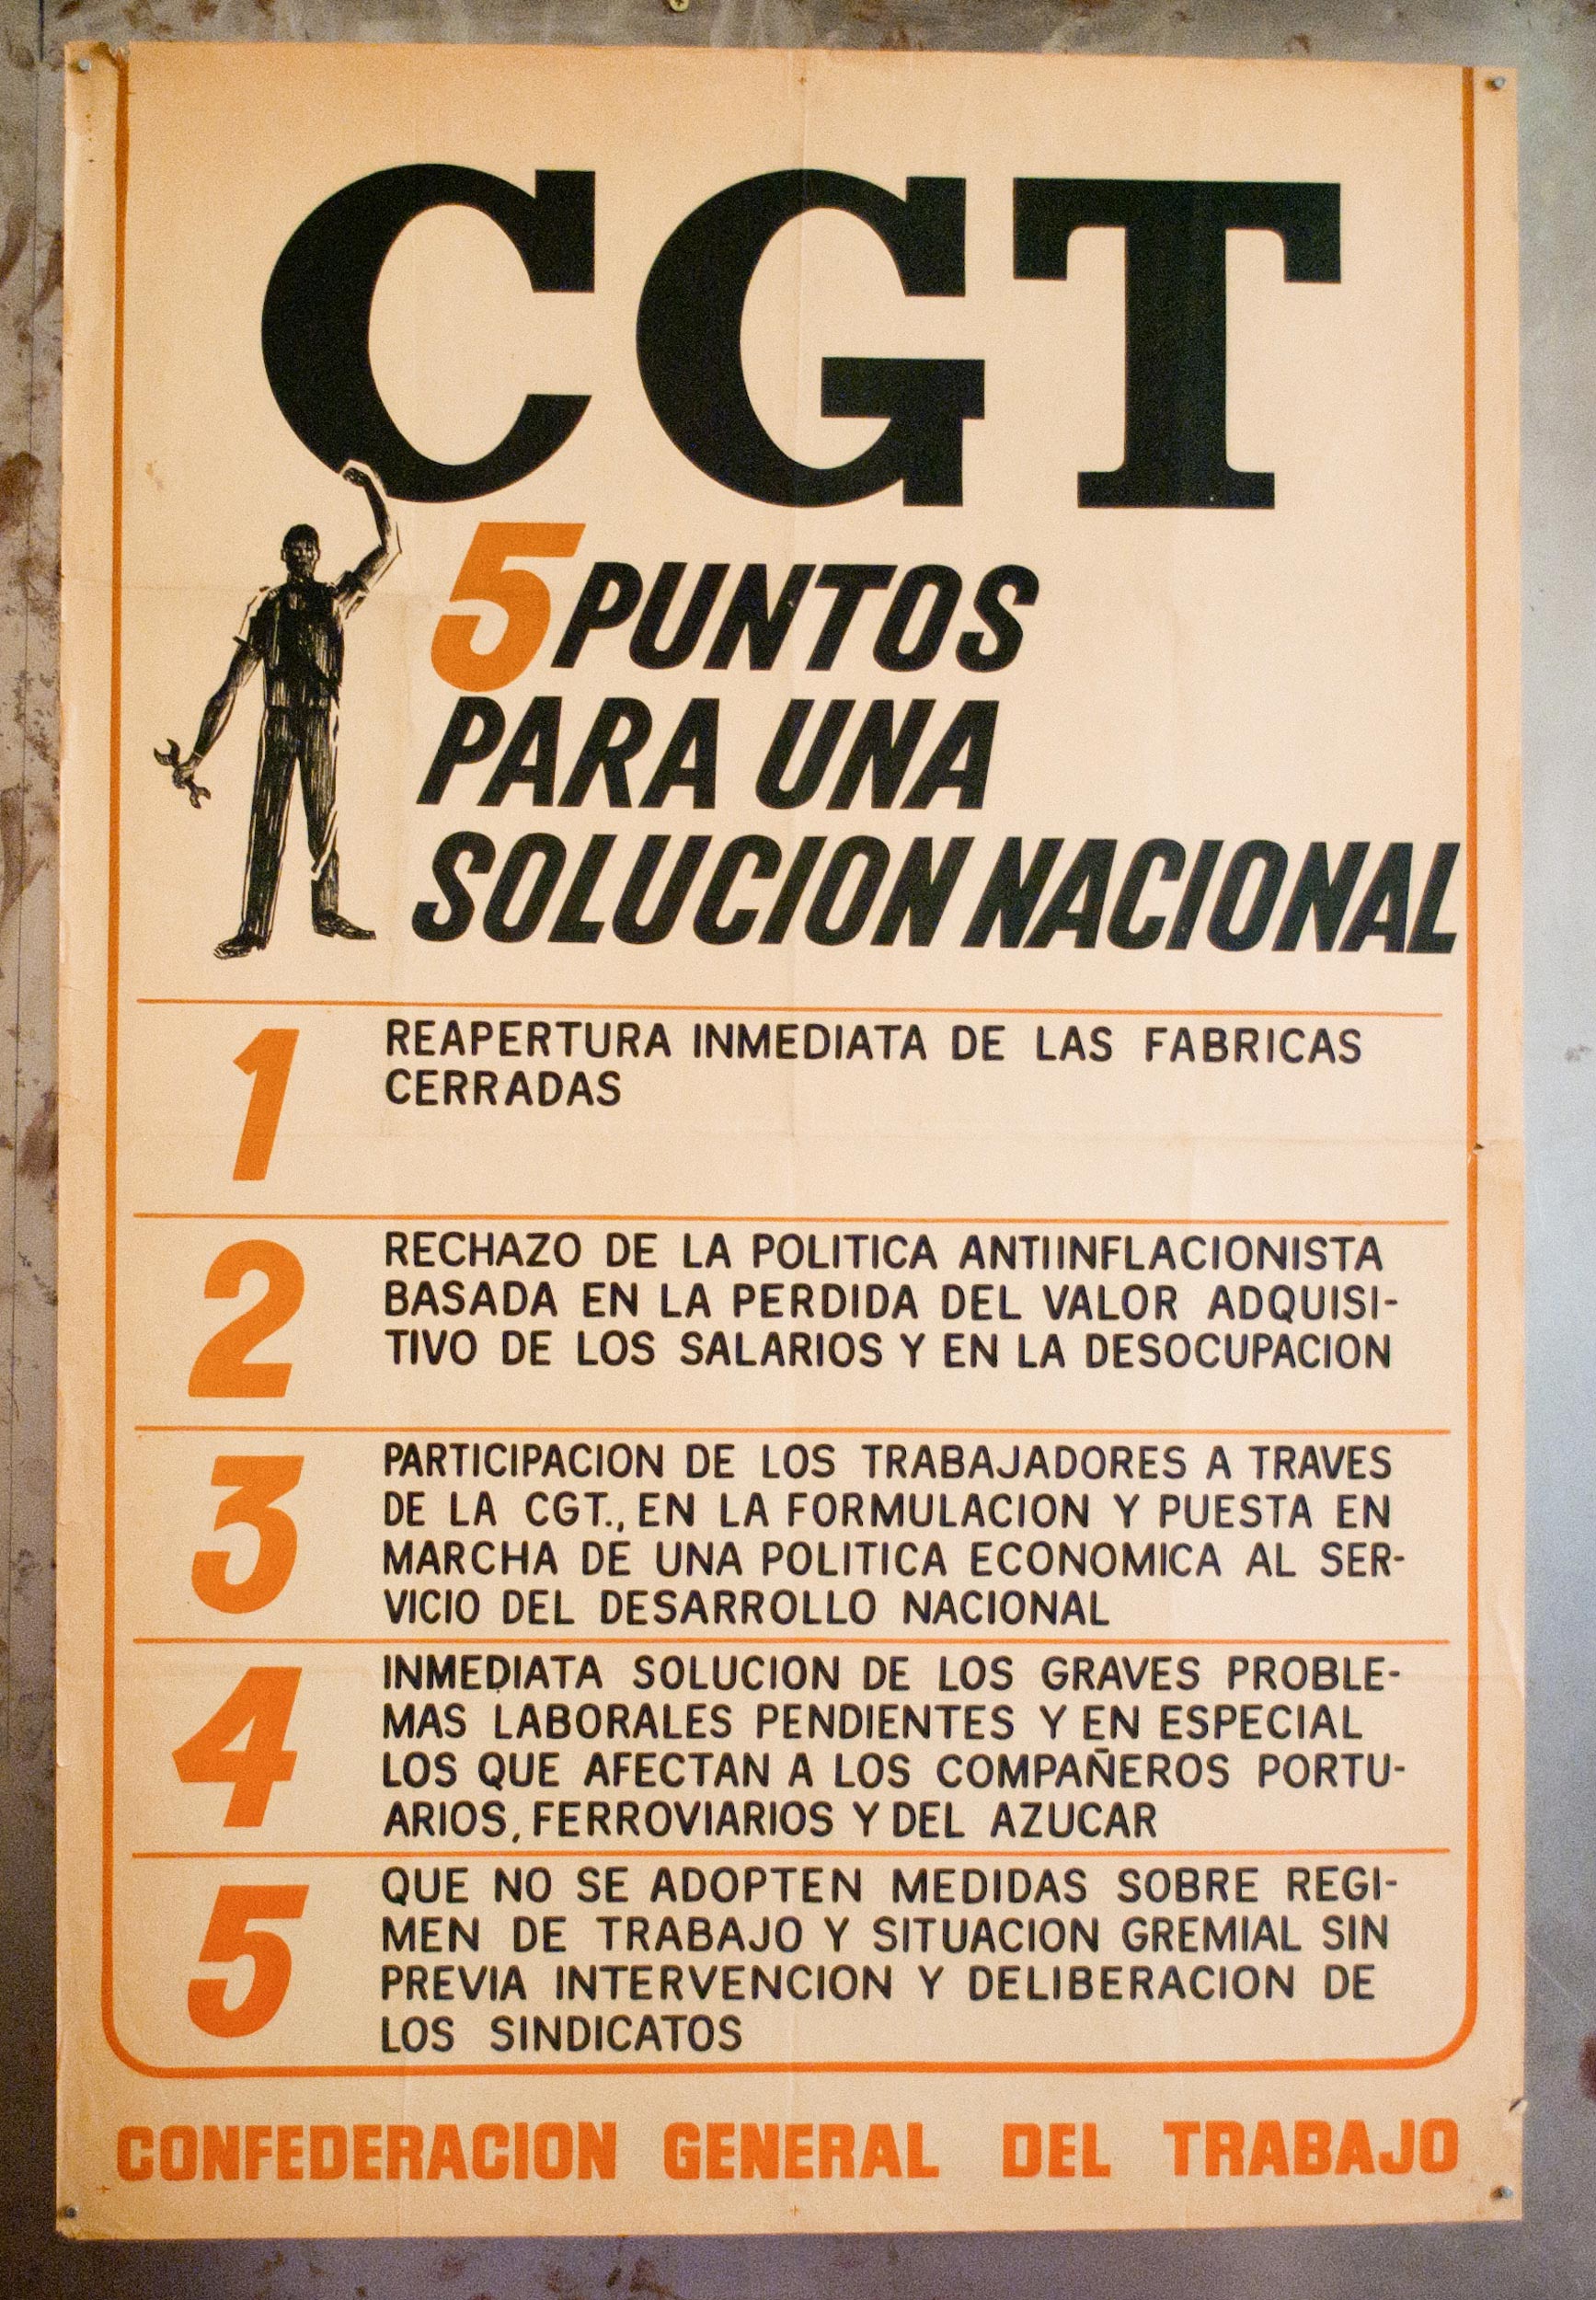 CGT
5 PUNTOS
PARA UNA
SOLUCION NACIONAL
1
REAPERTURA INMEDIATA DE LAS FABRICAS
CERRADAS
2
RECHAZO DE LA POLITICA ANTIINFLACIONISTA
BASADA EN LA PERDIDA DEL VALOR ADQUISI-
TIVO DE LOS SALARIOS Y EN LA DESOCUPACION
3
PARTICIPACION DE LOS TRABAJADORES A TRAVES
DE LA CGT., EN LA FORMULACION Y PUESTA EN
MARCHA DE UNA POLITICA ECONOMICA AL SER-
VICIO DEL DESARROLLO NACIONAL
4
INMEDIATA SOLUCION DE LOS GRAVES PROBLE-
MAS LABORALES PENDIENTES Y EN ESPECIAL
LOS QUE AFECTAN A LOS COMPAÑEROS PORTU-
ARIOS, FERROVIARIOS Y DEL AZUCAR
5
QUE NO SE ADOPTEN MEDIDAS SOBRE REGI-
MEN DE TRABAJO Y SITUACION GREMIAL SIN
PREVIA INTERVENCION Y DELIBERACION DE
LOS SINDICATOS
CONFEDERACION GENERAL DEL TRABAJO